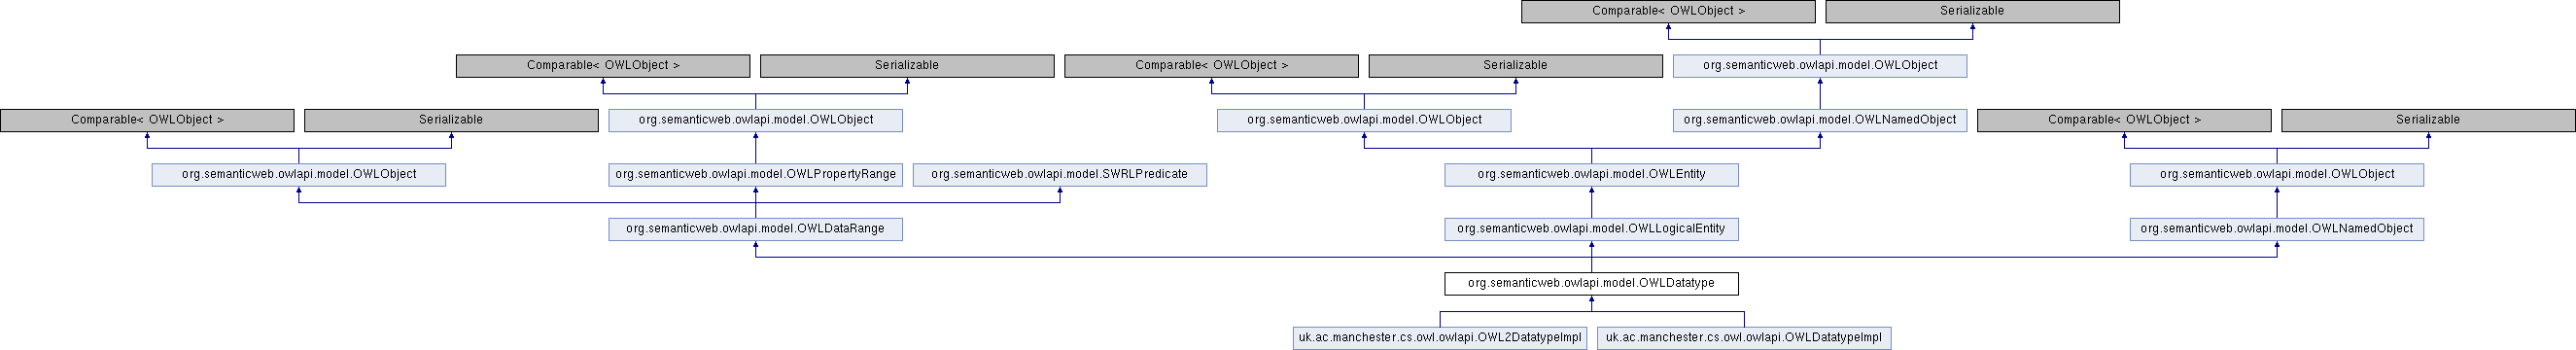 Comparable< OWLObject >
Serializable
Comparable< OWLObject >
Serializable
Comparable< OWLObject >
Serializable
org.semanticweb.owlapi.model.OWLObject
Comparable< OWLObject >
Serializable
org.semanticweb.owlapi.model.OWLObject
org.semanticweb.owlapi.model.OWLObject
org.semanticweb.owlapi.model.OWLNamedObject
Comparable< OWLObject >
Serializable
org.semanticweb.owlapi.model.OWLObject
org.semanticweb.owlapi.model.OWLPropertyRange
org.semanticweb.owlapi.model.SWRLPredicate
org.semanticweb.owlapi.model.OWLEntity
org.semanticweb.owlapi.model.OWLObject
org.semanticweb.owlapi.model.OWLDataRange
org.semanticweb.owlapi.model.OWLLogicalEntity
org.semanticweb.owlapi.model.OWLNamedObject
org.semanticweb.owlapi.model.OWLDatatype
uk.ac.manchester.cs.owl.owlapi.OWL2DatatypeImpl
uk.ac.manchester.cs.owl.owlapi.OWLDatatypeImpl